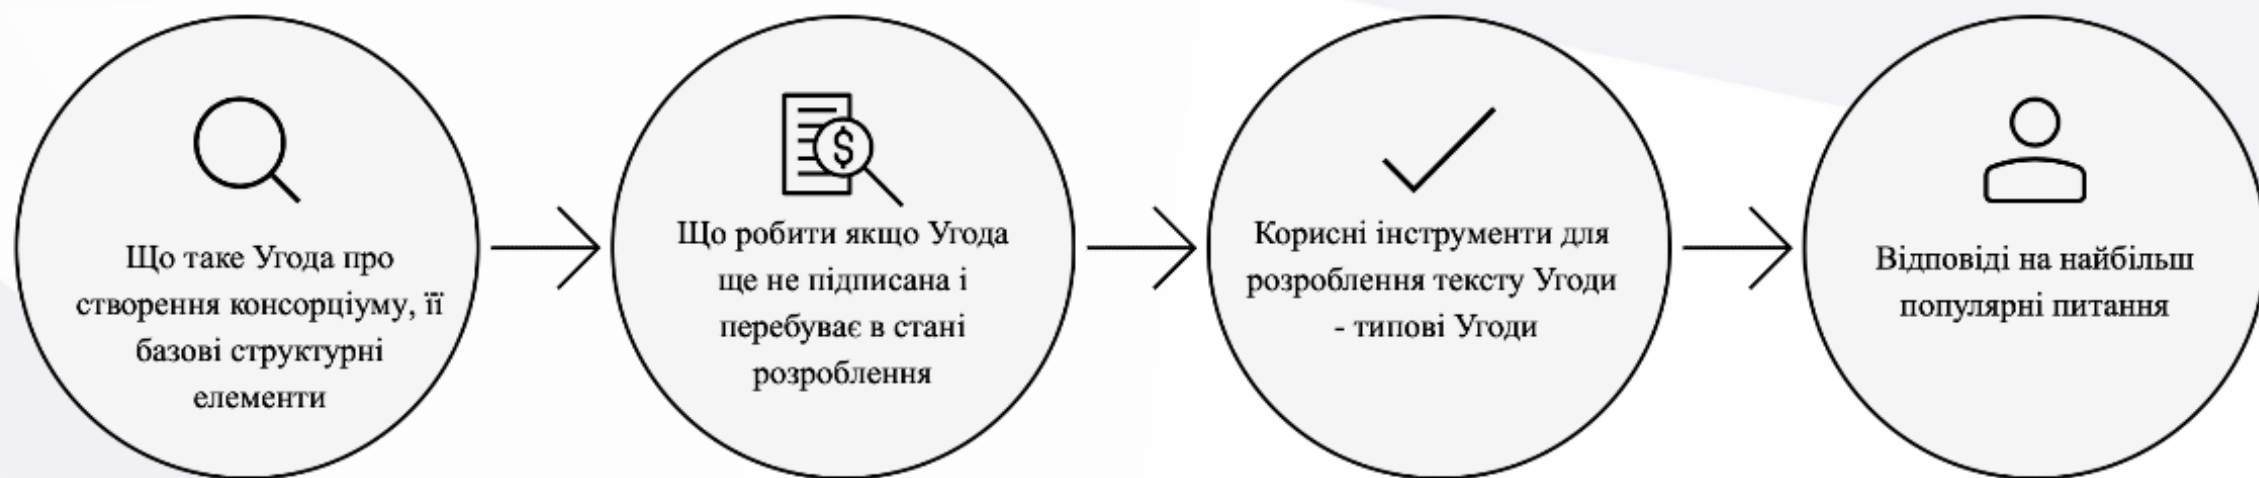 Що таке Угода про
створення консорціуму, її
базові структурні
елементи
Що робити якщо Угода
ще не підписана і
перебуває в стані
розроблення
$
Корисні інструменти для
розроблення тексту Угоди
- типові Угоди
Відповіді на найбільш
популярні питання